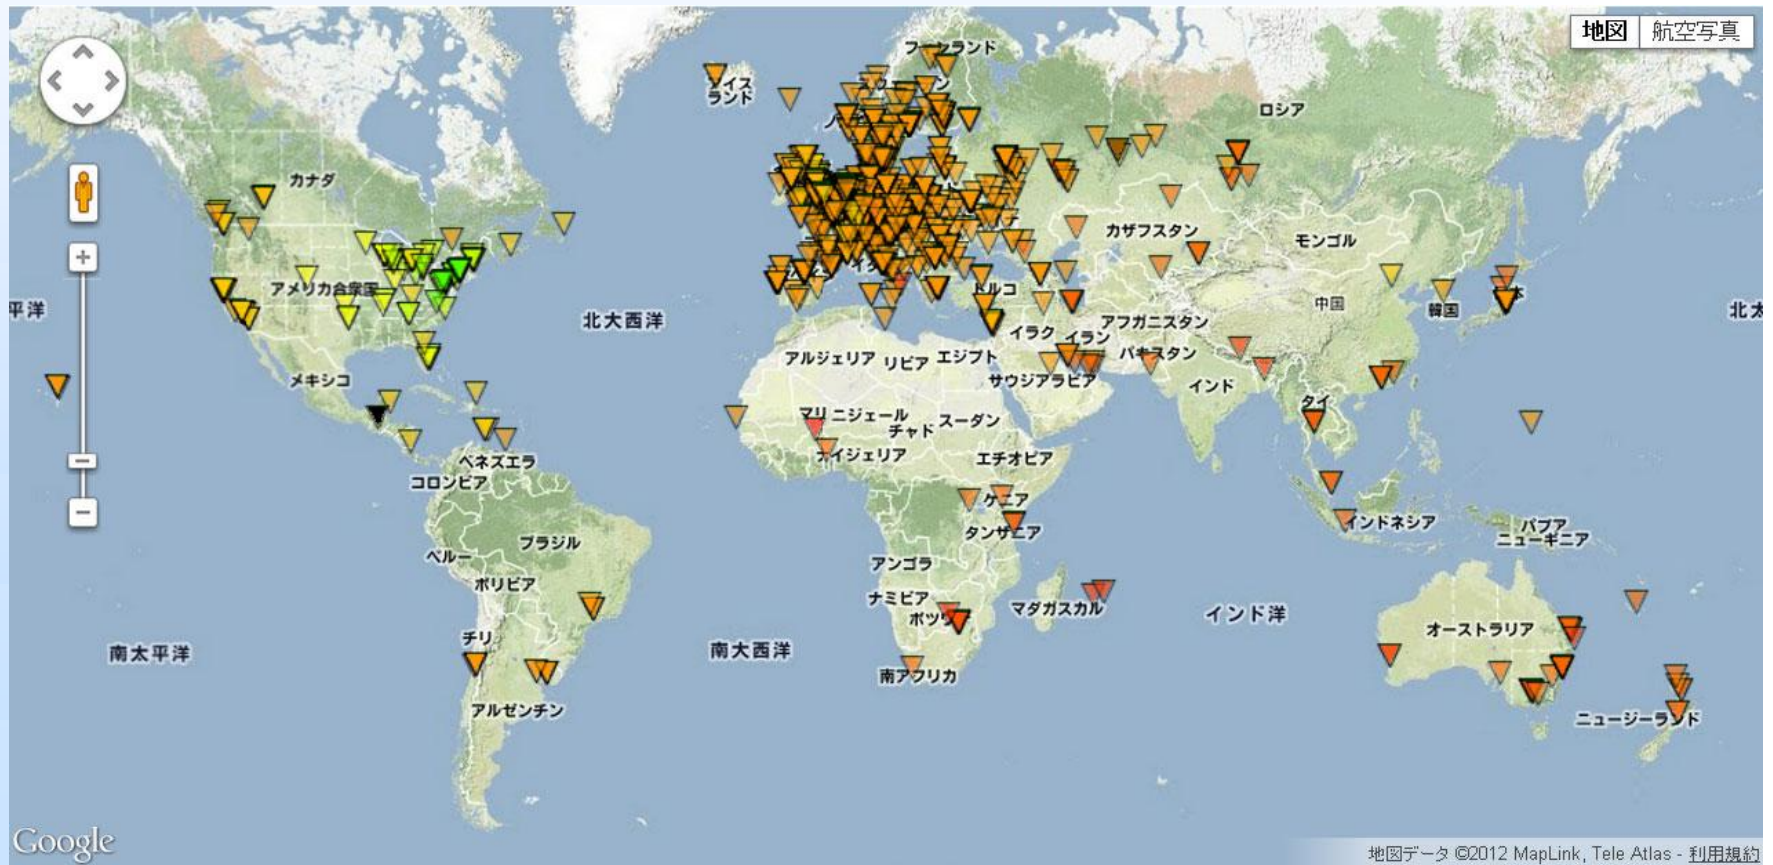 地図 航空写真
フィンランド
アイス
ランド
ロシア
カナダ
カザフスタン
モンゴル
アメリカ合衆国
トルコ
中国
韓国
平洋
北大西洋
北太
イラク
イラン
アフガニスタン
パキスタン
アルジェリア
リビア
エジプト
サウジアラビア
インド
メキシコ
タイ
マリ
ニジェール
チャド
スーダン
ナイジェリア
エチオピア
ベネズエラ
コロンビア
ケニア
タンザニア
インドネシア
パプア
ニューギニア
ブラジル
ペルー
ボリビア
アンゴラ
ナミビア
マダガスカル
インド洋
オーストラリア
チリ
南太平洋
南大西洋
南アフリカ
アルゼンチン
ニュージーランド
Google
地図データ ©2012 MapLink, Tele Atlas - 利用規約